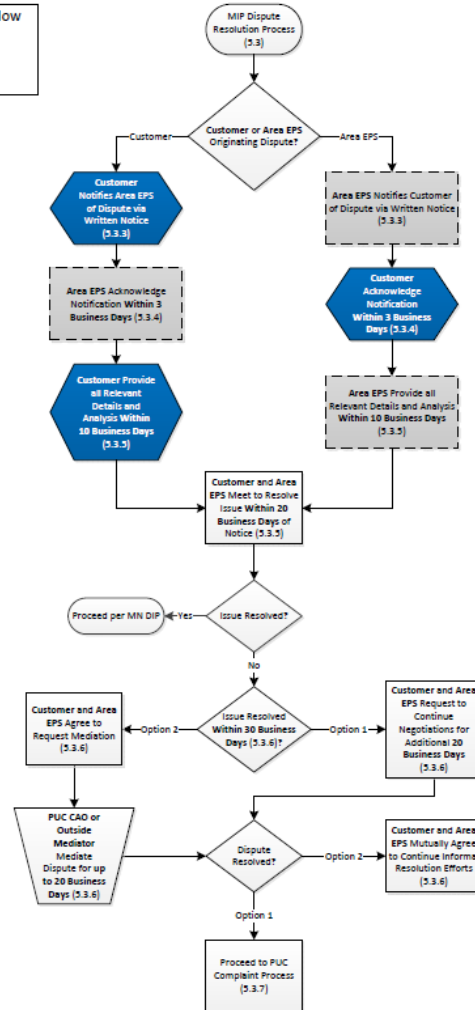 low
MIP Dispute
Resolution Process
(5.3)
Customer or Area EPS
Originating Dispute?
Customer
Area EPS
Customer
Notifies Area EPS
of Dispute via
Written Notice
(5.3.3)
Area EPS Notifies Customer
of Dispute via Written Notice
(5.3.3)
Area EPS Acknowledge
Notification Within 3
Business Days (5.3.4)
Customer
Acknowledge
Notification
Within 3 Business
Days (5.3.4)
Customer Provide
all Relevant
Details and
Analysis Within
10 Business Days
(5.3.5)
Area EPS Provide all
Relevant Details and Analysis
Within 10 Business Days
(5.3.5)
Customer and Area
EPS Meet to Resolve
Issue Within 20
Business Days of
Notice (5.3.5)
Proceed per MN DIP
Yes
Issue Resolved?
No
Customer and Area
EPS Agree to
Request Mediation
(5.3.6)
Option 2
Issue Resolved
Within 30 Business
Days (5.3.6)?
Option 1
Customer and Area
EPS Request to
Continue
Negotiations for
Additional 20
Business Days
(5.3.6)
PUC CAO or
Outside
Mediator
Mediate
Dispute for up
to 20 Business
Days (5.3.6)
Dispute
Resolved?
Option 2
Customer and Area
EPS Mutually Agree
to Continue Informa
Resolution Efforts
(5.3.6)
Option 1
Proceed to PUC
Complaint Process
(5.3.7)